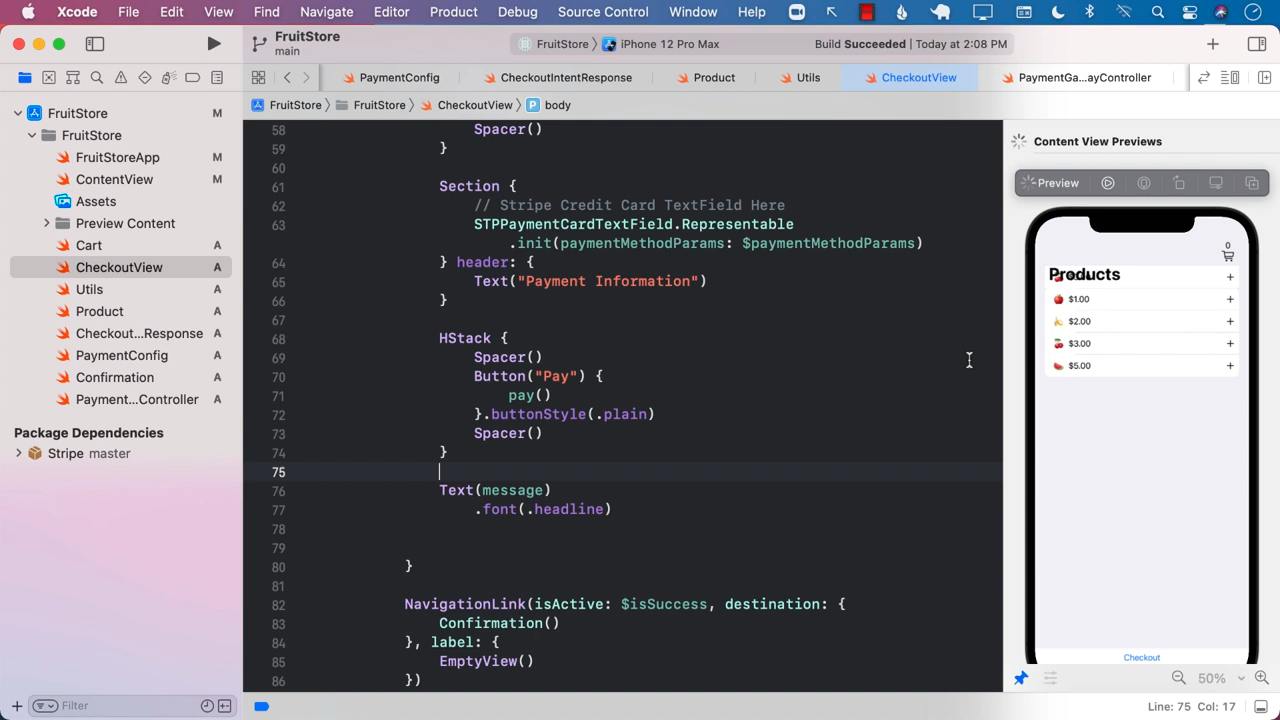 Xcode File Edit View Find Navigate Editor Product Debug Source Control Window Help
FruitStore
main
FruitStore
iPhone 12 Pro Max
Build Succeeded | Today at 2:08 PM
PaymentConfig
CheckoutIntentResponse
Product
Utils
CheckoutView
PaymentGa...ayController
FruitStore
M
FruitStore
FruitStoreApp
M
ContentView
M
Assets
Preview Content
Cart
A
CheckoutView
A
Utils
A
Product
A
Checkout...Response
A
PaymentConfig
A
Confirmation
A
Payment...Controller
A
Package Dependencies
Stripe master
Filter
FruitStore
FruitStore
CheckoutView
P body
58 Spacer()
59 }
60
61 Section {
62 // Stripe Credit Card TextField Here
63 STPPaymentCardTextField.Representable
.init(paymentMethodParams: $paymentMethodParams)
64 } header: {
65 Text("Payment Information")
66 }
67
68 HStack {
69 Spacer()
70 Button("Pay") {
71 pay()
72 }.buttonStyle(.plain)
73 Spacer()
74 }
75
76 Text(message)
77 .font(.headline)
78
79
80 }
81
82 NavigationLink(isActive: $isSuccess, destination: {
83 Confirmation()
84 }, label: {
85 EmptyView()
86 })
Content View Previews
Preview
0
Products
$1.00
$2.00
$3.00
$5.00
Checkout
50%
Line: 75 Col: 17